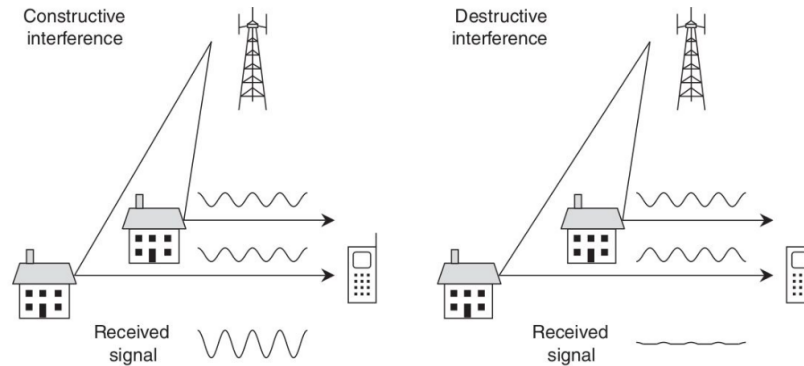 Constructive
interference
Destructive
interference
Received
signal
Received
signal